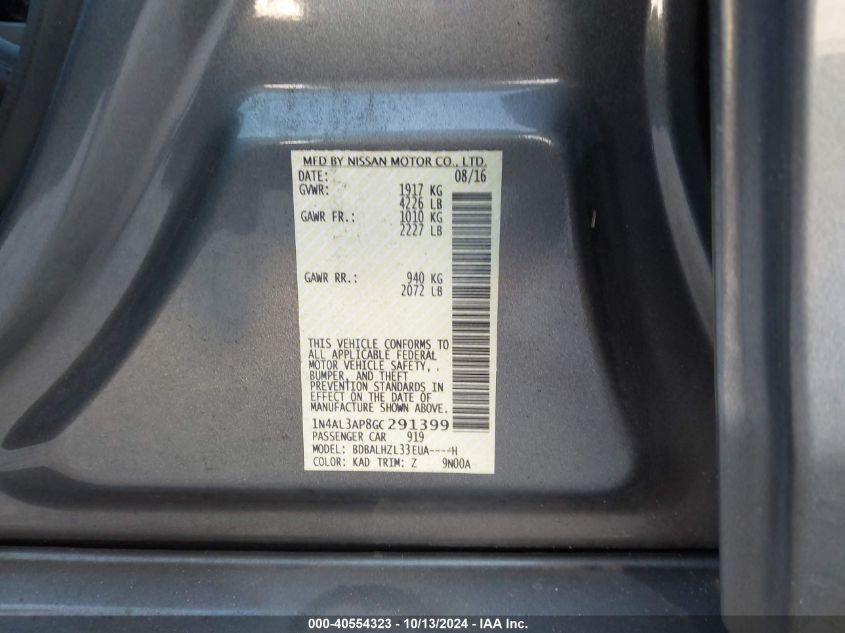 MFD BY NISSAN MOTOR CO., LTD.
DATE: 08/16
GVWR: 1917 KG
4226 LB
GAWR FR.: 1010 KG
2227 LB
GAWR RR.: 940 KG
2072 LB
THIS VEHICLE CONFORMS TO
ALL APPLICABLE FEDERAL
MOTOR VEHICLE SAFETY,
BUMPER, AND THEFT
PREVENTION STANDARDS IN
EFFECT ON THE DATE OF
MANUFACTURE SHOWN ABOVE.
1N4AL3AP8GC291399
PASSENGER CAR 919
MODEL: BDBALHZL33EUA----H
COLOR: KAD TRIM: Z 9N00A
000-40554323 - 10/13/2024 - IAA Inc.